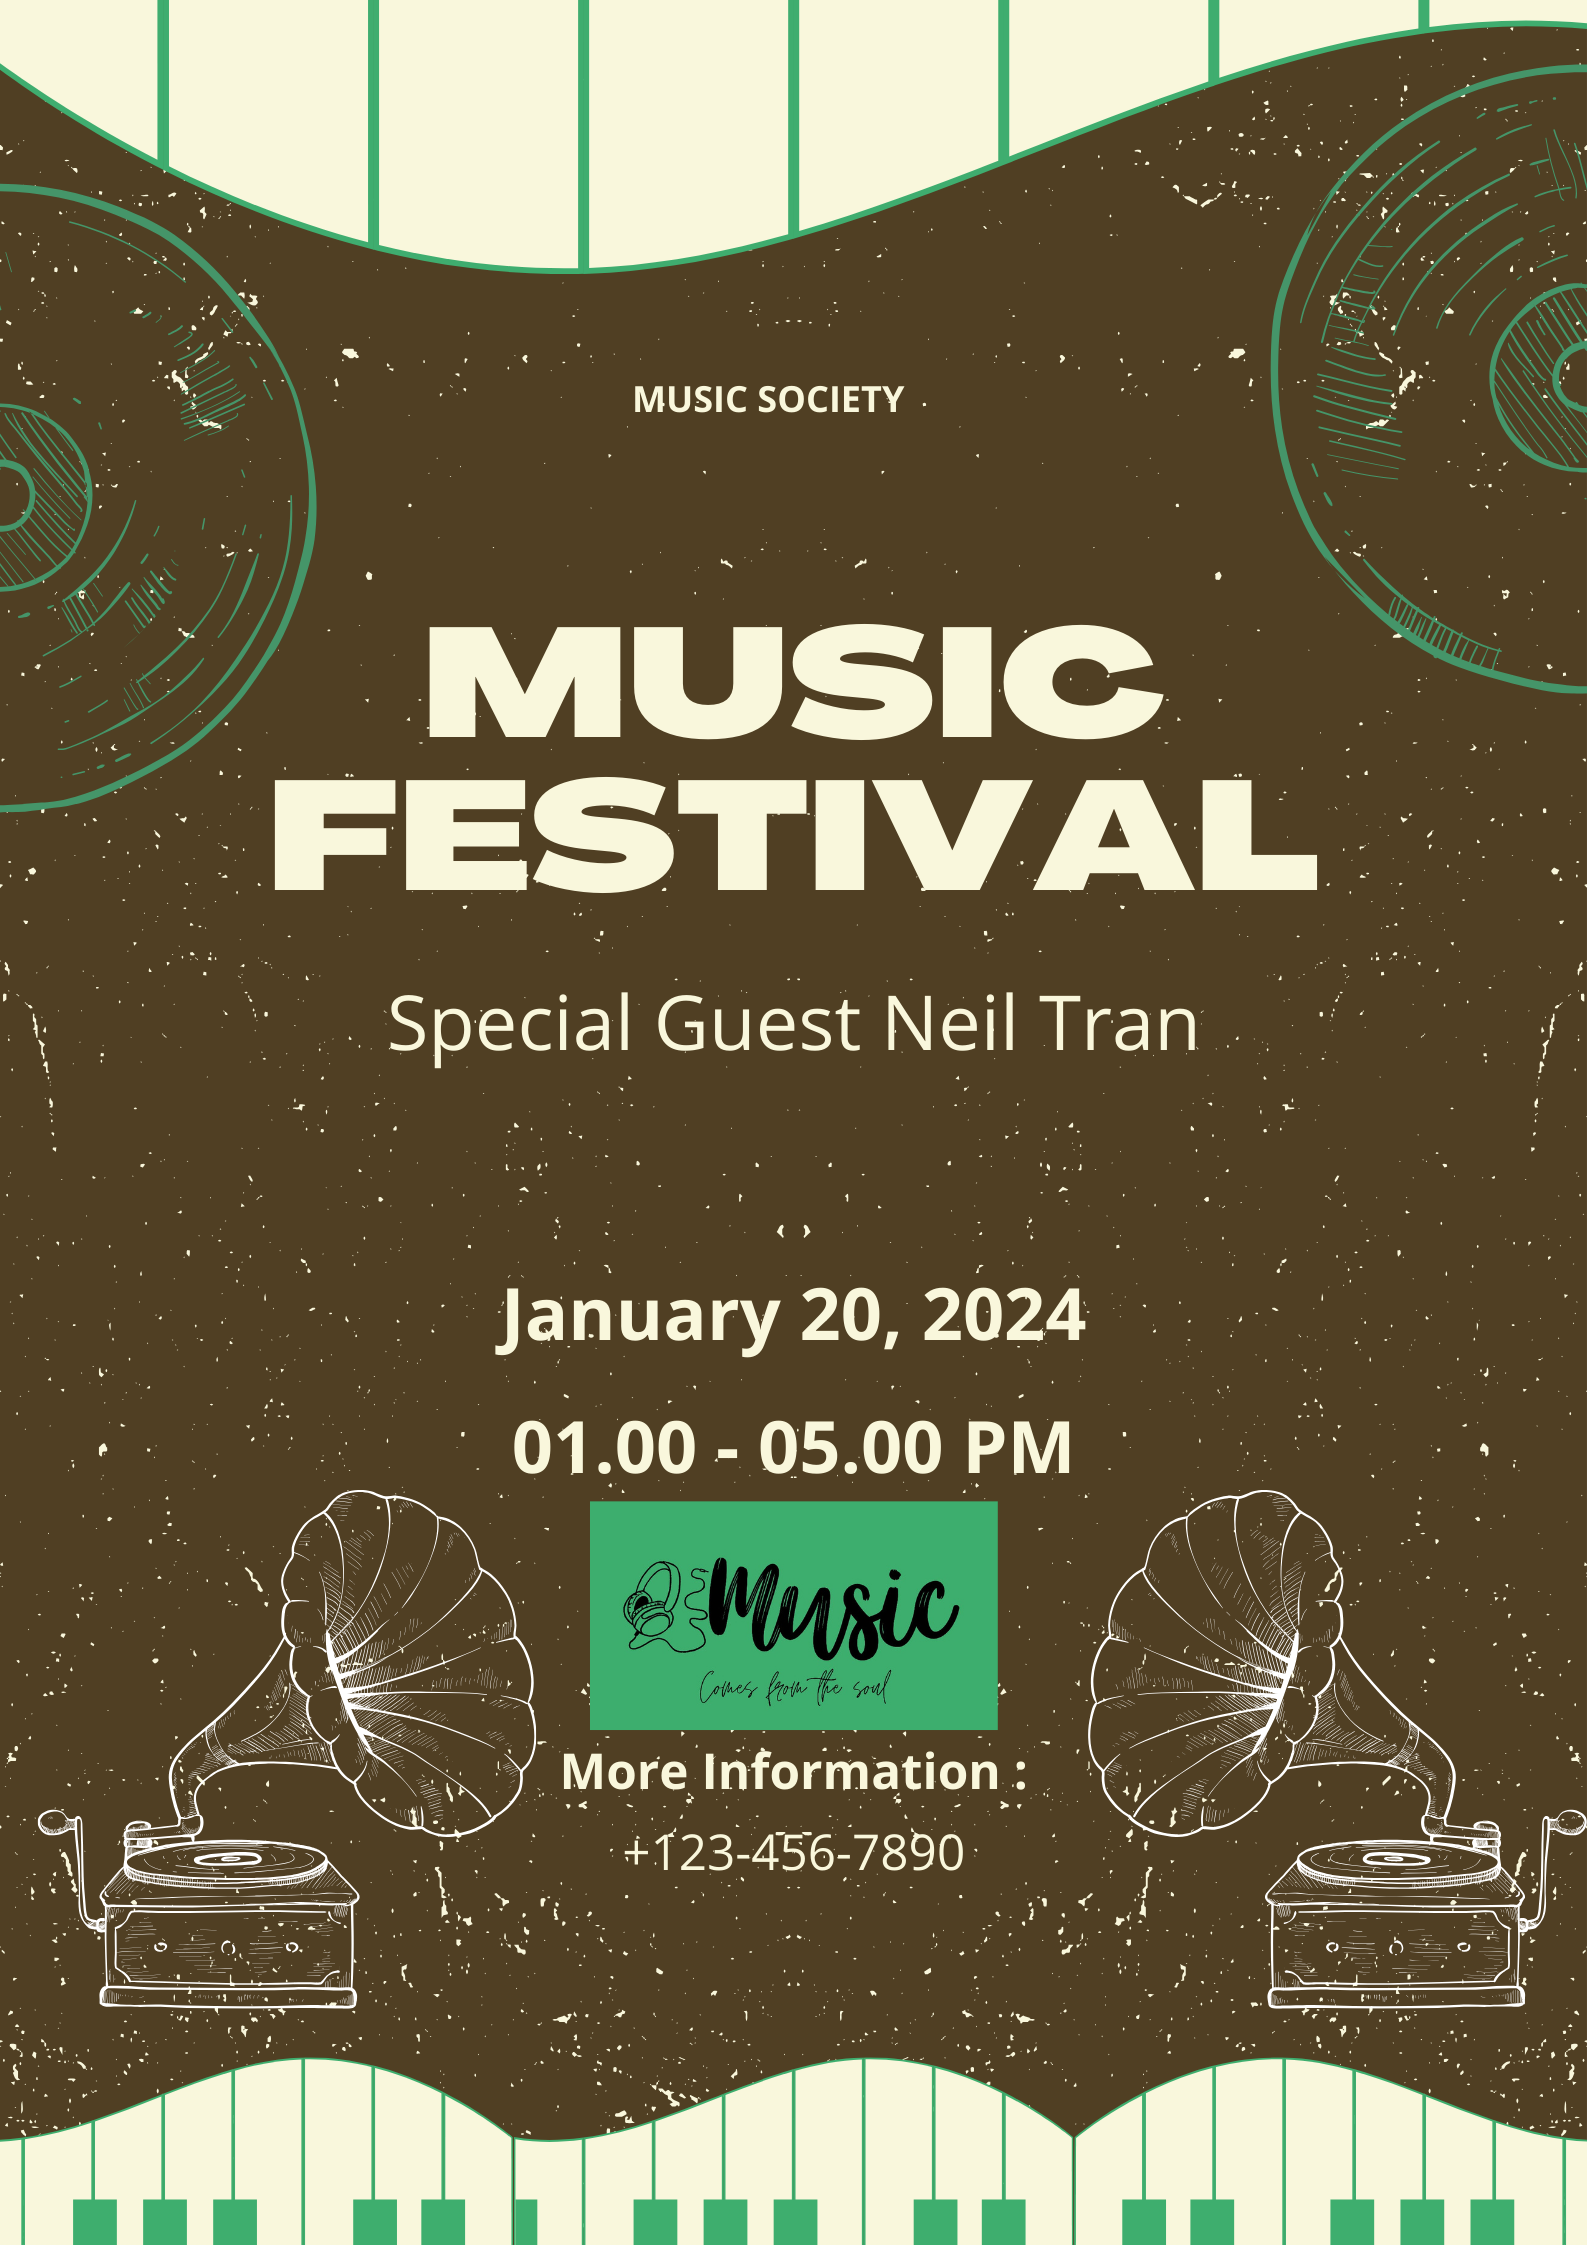 MUSIC SOCIETY
MUSIC
FESTIVAL
Special Guest Neil Tran
January 20, 2024
01.00 - 05.00 PM
Music
Comes from the soul
More Information :
+123-456-7890